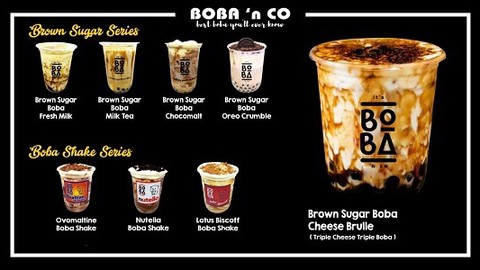 BOBA 'n CO
best boba you'll ever know
Brown Sugar Series
Brown Sugar
Boba
Fresh Milk
Brown Sugar
Boba
Milk Tea
Brown Sugar
Boba
Chocomalt
Brown Sugar
Boba
Oreo Crumble
Boba Shake Series
Ovomaltine
Boba Shake
nutella
Nutella
Boba Shake
Lotus Biscoff
Boba Shake
it's
BOBA
Brown Sugar Boba
Cheese Brulle
( Triple Cheese Triple Boba )